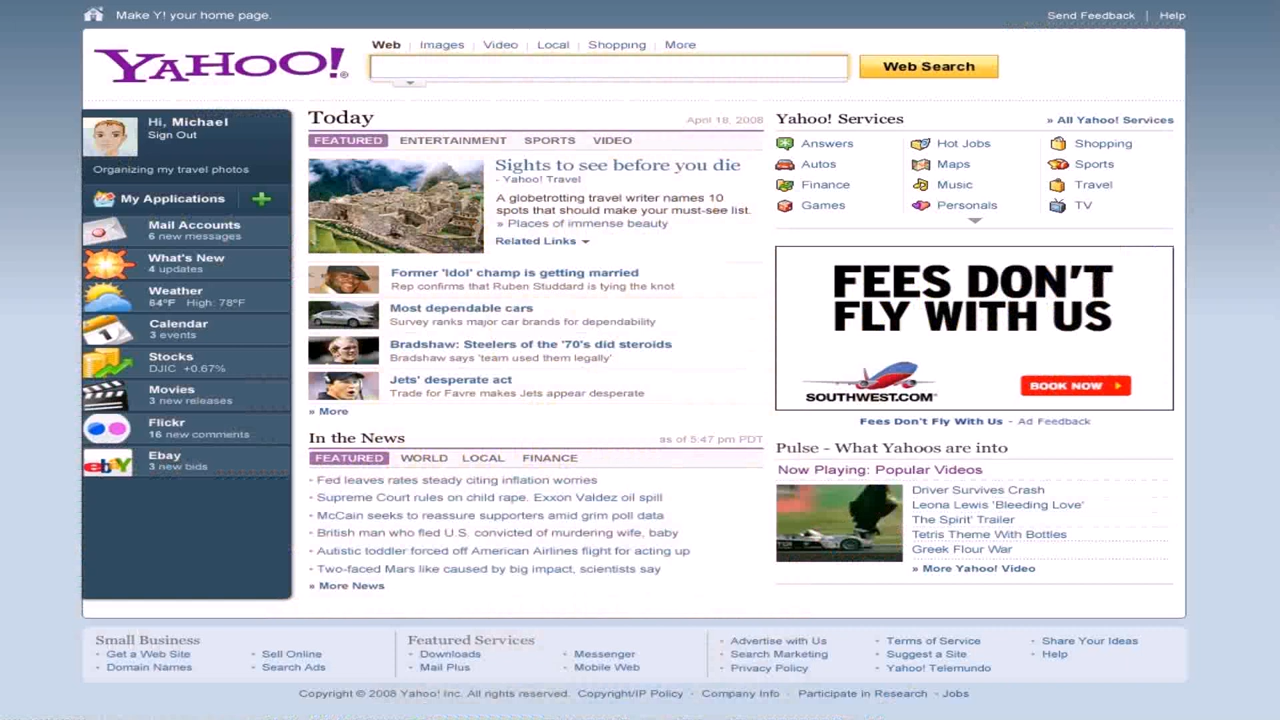 Make Y! your home page.
Send Feedback | Help
YAHOO!®
Web | Images | Video | Local | Shopping | More
Web Search
Hi, Michael
Sign Out
Organizing my travel photos
My Applications
Mail Accounts
6 new messages
What's New
4 updates
Weather
64°F High: 78°F
Calendar
3 events
Stocks
DJIC +0.67%
Movies
3 new releases
Flickr
16 new comments
Ebay
3 new bids
Today
April 18, 2008
FEATURED ENTERTAINMENT SPORTS VIDEO
Sights to see before you die
- Yahoo! Travel
A globetrotting travel writer names 10
spots that should make your must-see list.
» Places of immense beauty
Related Links
Former 'Idol' champ is getting married
Rep confirms that Ruben Studdard is tying the knot
Most dependable cars
Survey ranks major car brands for dependability
Bradshaw: Steelers of the '70's did steroids
Bradshaw says 'team used them legally'
Jets' desperate act
Trade for Favre makes Jets appear desperate
» More
In the News
as of 5:47 pm PDT
FEATURED WORLD LOCAL FINANCE
• Fed leaves rates steady citing inflation worries
• Supreme Court rules on child rape. Exxon Valdez oil spill
• McCain seeks to reassure supporters amid grim poll data
• British man who fled U.S. convicted of murdering wife, baby
• Autistic toddler forced off American Airlines flight for acting up
• Two-faced Mars like caused by big impact, scientists say
» More News
Yahoo! Services
» All Yahoo! Services
Answers Hot Jobs Shopping
Autos Maps Sports
Finance Music Travel
Games Personals TV
FEES DON'T
FLY WITH US
SOUTHWEST.COM
BOOK NOW
Fees Don't Fly With Us - Ad Feedback
Pulse - What Yahoos are into
Now Playing: Popular Videos
Driver Survives Crash
Leona Lewis 'Bleeding Love'
The Spirit' Trailer
Tetris Theme With Bottles
Greek Flour War
» More Yahoo! Video
Small Business
• Get a Web Site • Sell Online
• Domain Names • Search Ads
Featured Services
• Downloads • Messenger
• Mail Plus • Mobile Web
• Advertise with Us • Terms of Service • Share Your Ideas
• Search Marketing • Suggest a Site • Help
• Privacy Policy • Yahoo! Telemundo
Copyright © 2008 Yahoo! Inc. All rights reserved. Copyright/IP Policy - Company Info - Participate in Research - Jobs